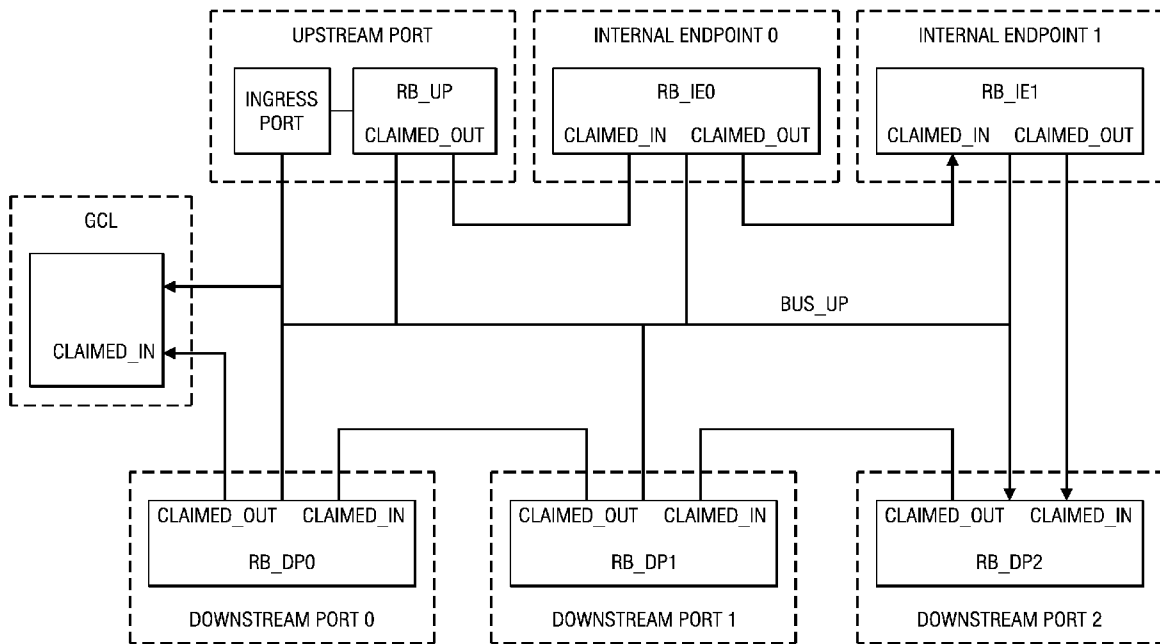 UPSTREAM PORT
INGRESS
PORT
RB_UP
CLAIMED_OUT
INTERNAL ENDPOINT 0
RB_IE0
CLAIMED_IN CLAIMED_OUT
INTERNAL ENDPOINT 1
RB_IE1
CLAIMED_IN CLAIMED_OUT
GCL
CLAIMED_IN
BUS_UP
CLAIMED_OUT CLAIMED_IN
RB_DP0
DOWNSTREAM PORT 0
CLAIMED_OUT CLAIMED_IN
RB_DP1
DOWNSTREAM PORT 1
CLAIMED_OUT CLAIMED_IN
RB_DP2
DOWNSTREAM PORT 2